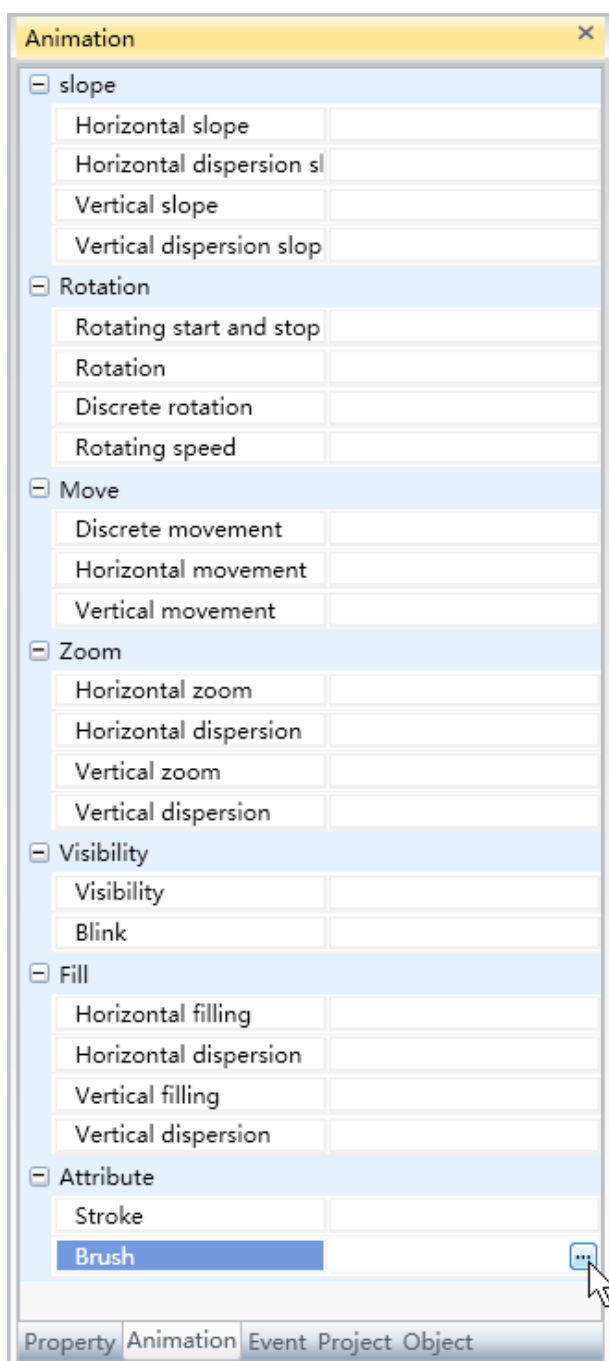 Animation
slope
Horizontal slope
Horizontal dispersion sl
Vertical slope
Vertical dispersion slop
Rotation
Rotating start and stop
Rotation
Discrete rotation
Rotating speed
Move
Discrete movement
Horizontal movement
Vertical movement
Zoom
Horizontal zoom
Horizontal dispersion
Vertical zoom
Vertical dispersion
Visibility
Visibility
Blink
Fill
Horizontal filling
Horizontal dispersion
Vertical filling
Vertical dispersion
Attribute
Stroke
Brush
Property Animation Event Project Object